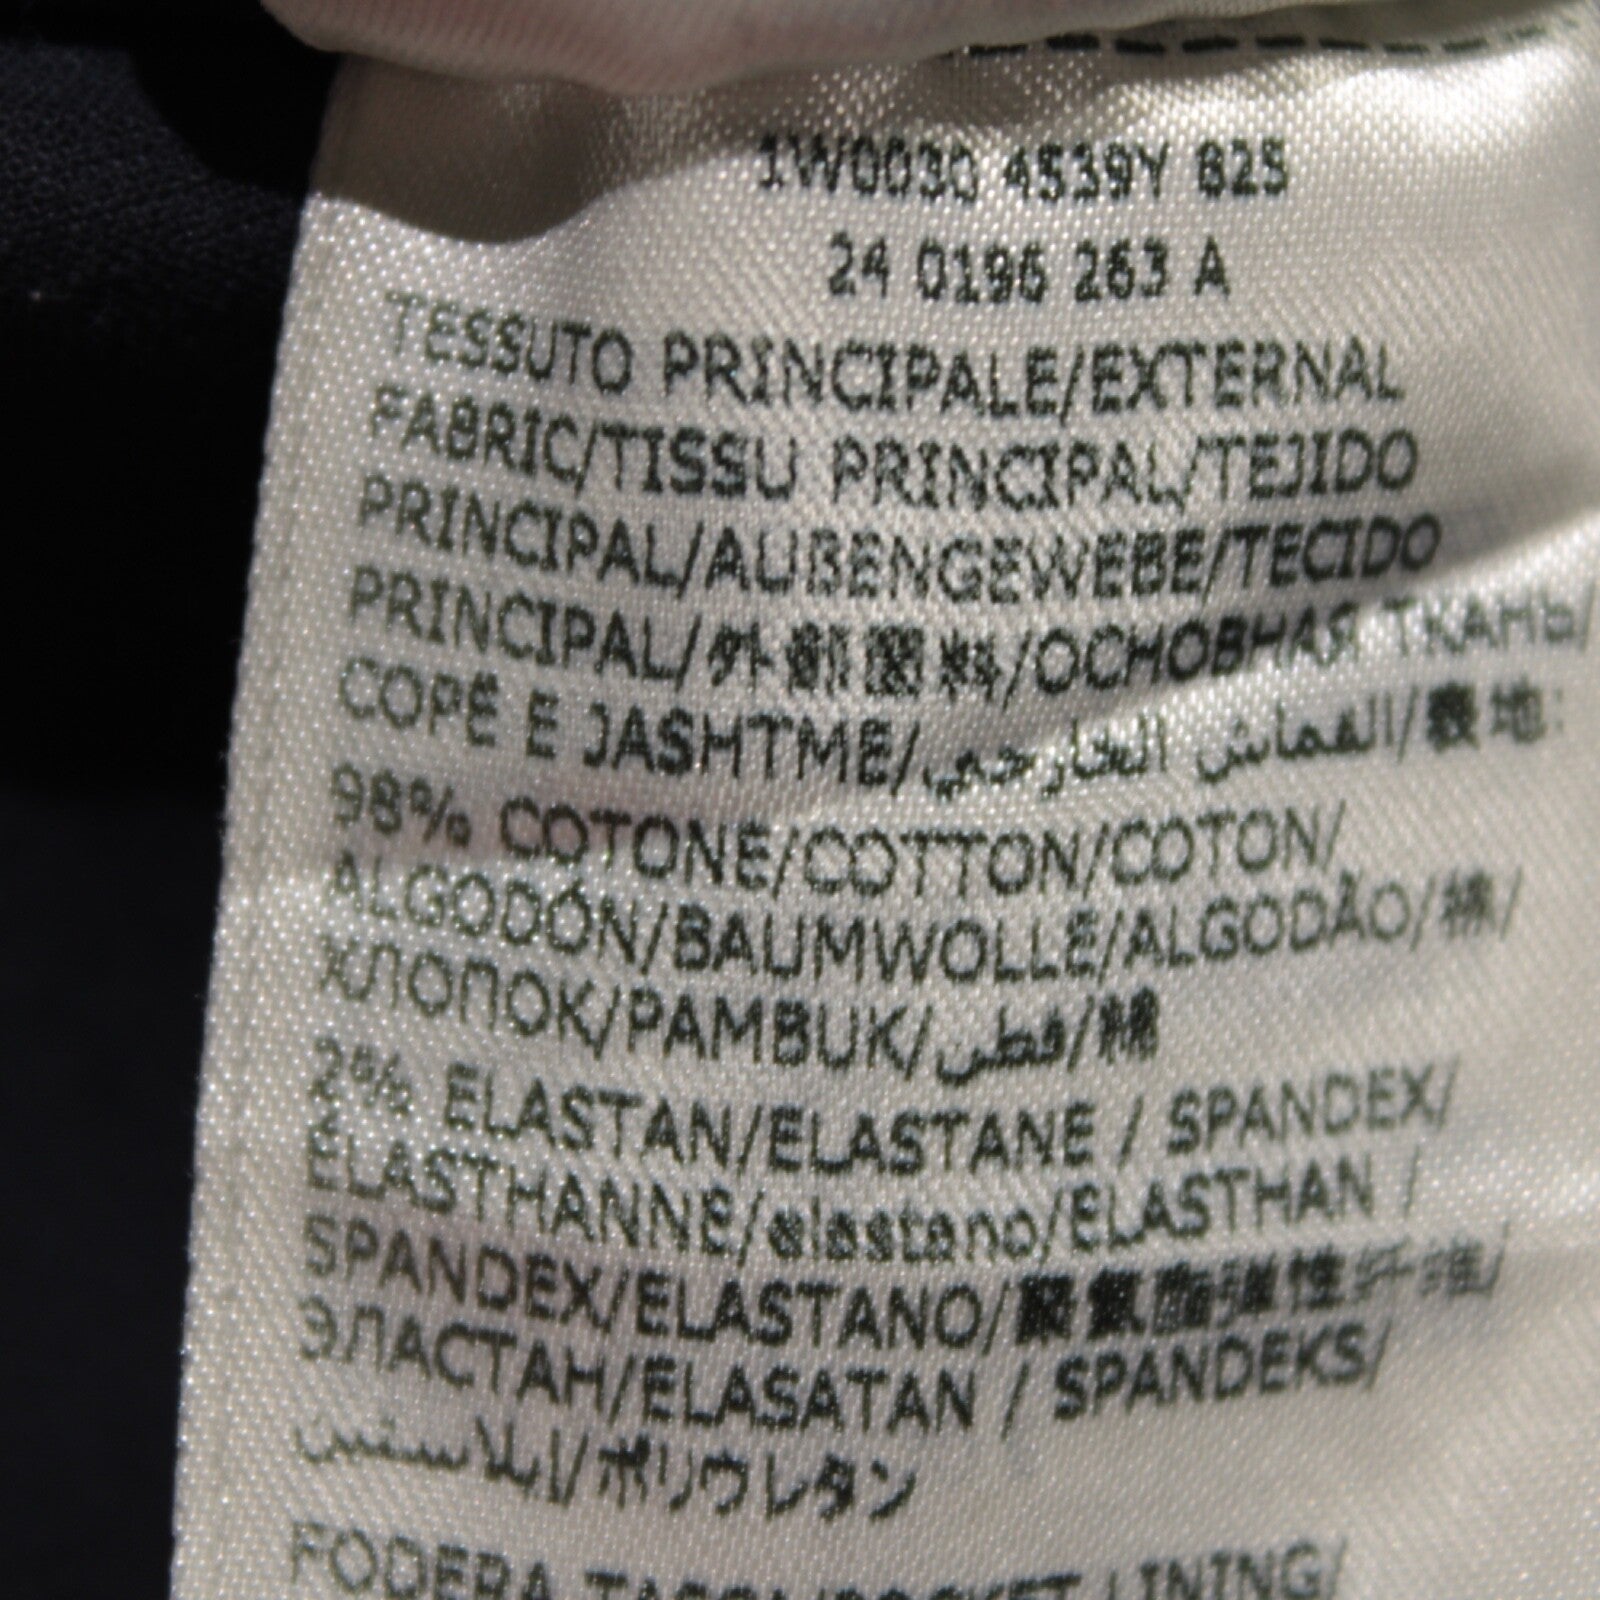 1W0030 4539Y 825
24 0196 263 A
TESSUTO PRINCIPALE/EXTERNAL
FABRIC/TISSU PRINCIPAL/TEJIDO
PRINCIPAL/AUßENGEWEBE/TECIDO
PRINCIPAL/外部面料/ОСНОВНАЯ ТКАНЬ/
COPË E JASHTME/القماش الخارجي/表地:
98% COTONE/COTTON/COTON/
ALGODÓN/BAUMWOLLE/ALGODÃO/棉/
ХЛОПОК/PAMBUK/قطن/綿
2% ELASTAN/ELASTANE / SPANDEX/
ÉLASTHANNE/elastano/ELASTHAN /
SPANDEX/ELASTANO/聚氨酯弹性纤维/
ЭЛАСТАН/ELASATAN / SPANDEKS/
إيلاستين/ポリウレタン
FODERA TASCA/POCKET LINING/